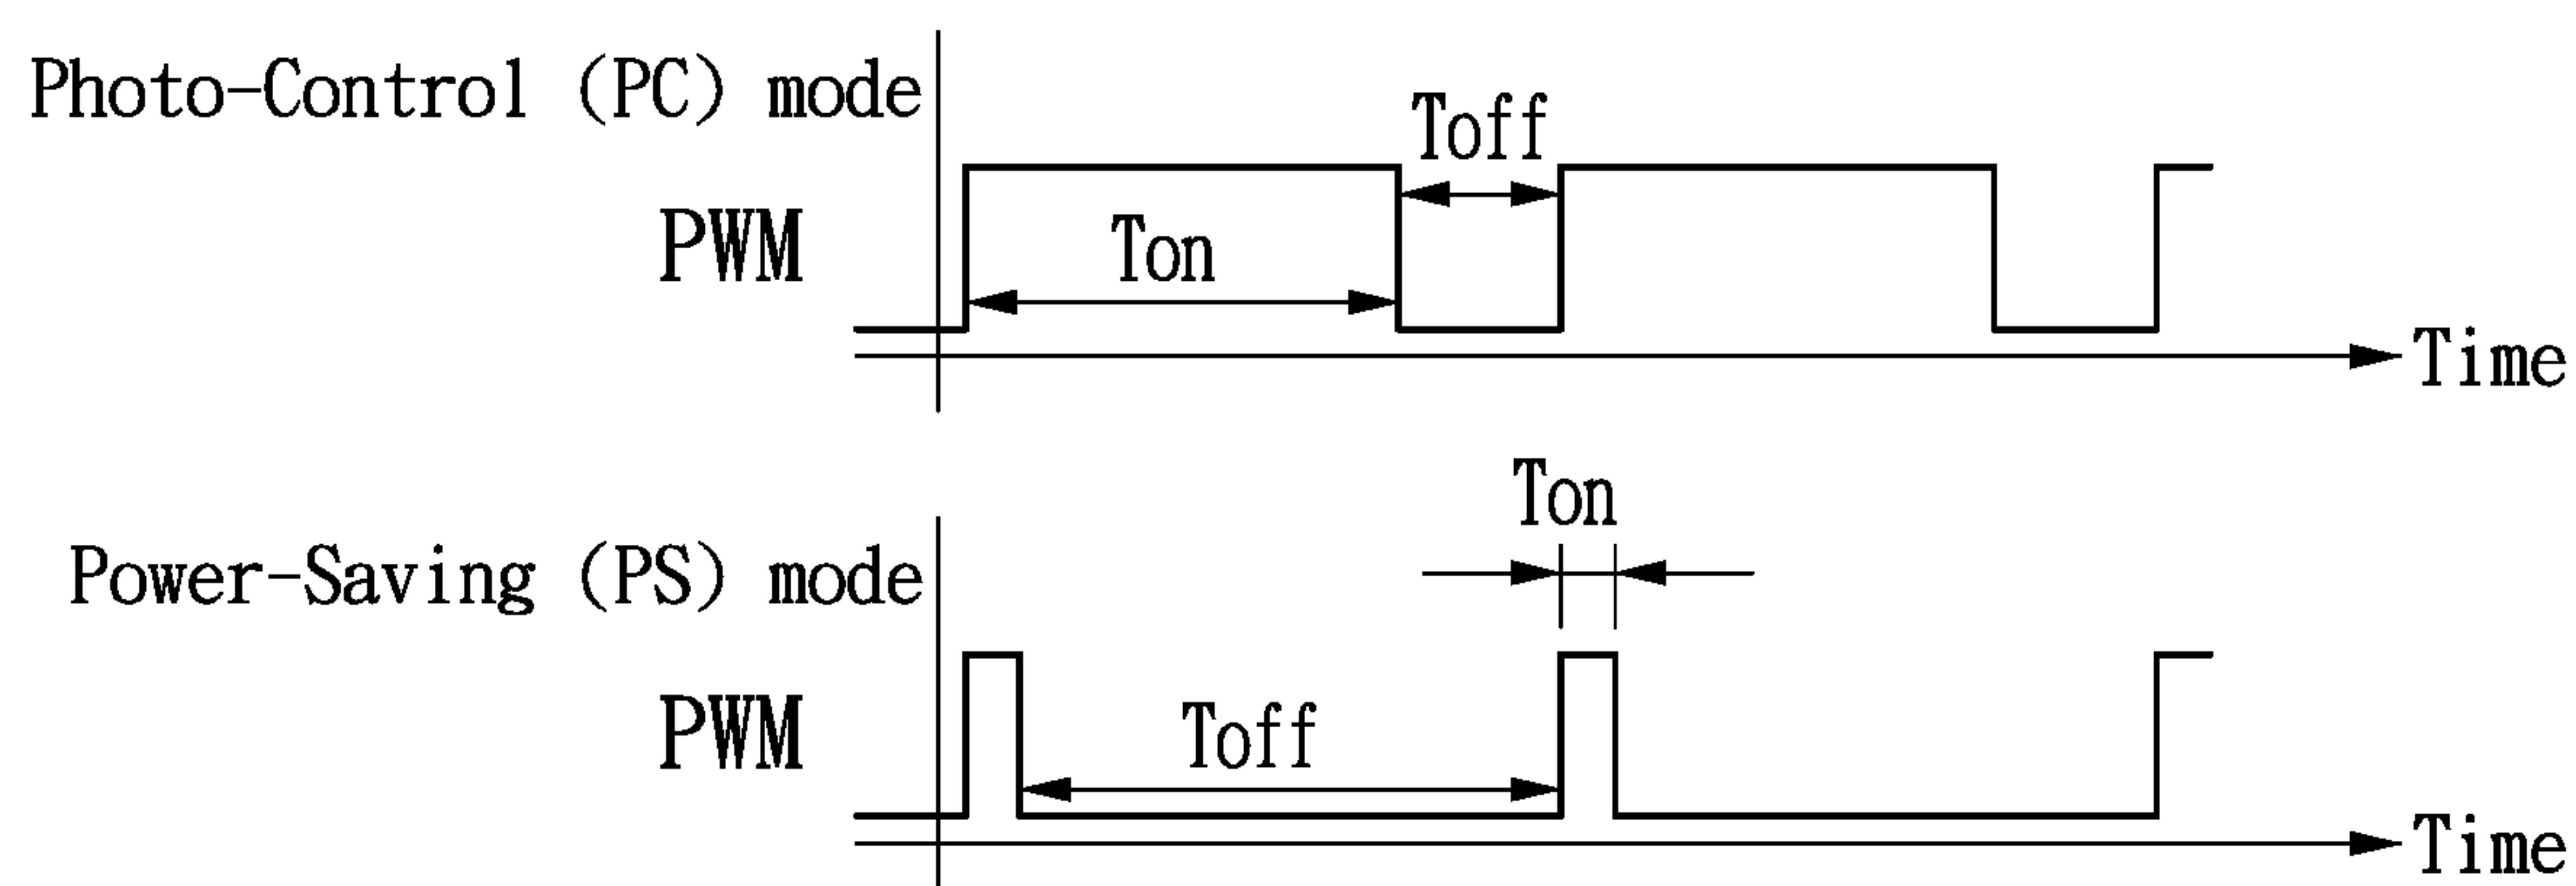 Photo-Control (PC) mode
Toff
PWM
Ton
Time
Ton
Power-Saving (PS) mode
PWM
Toff
Time